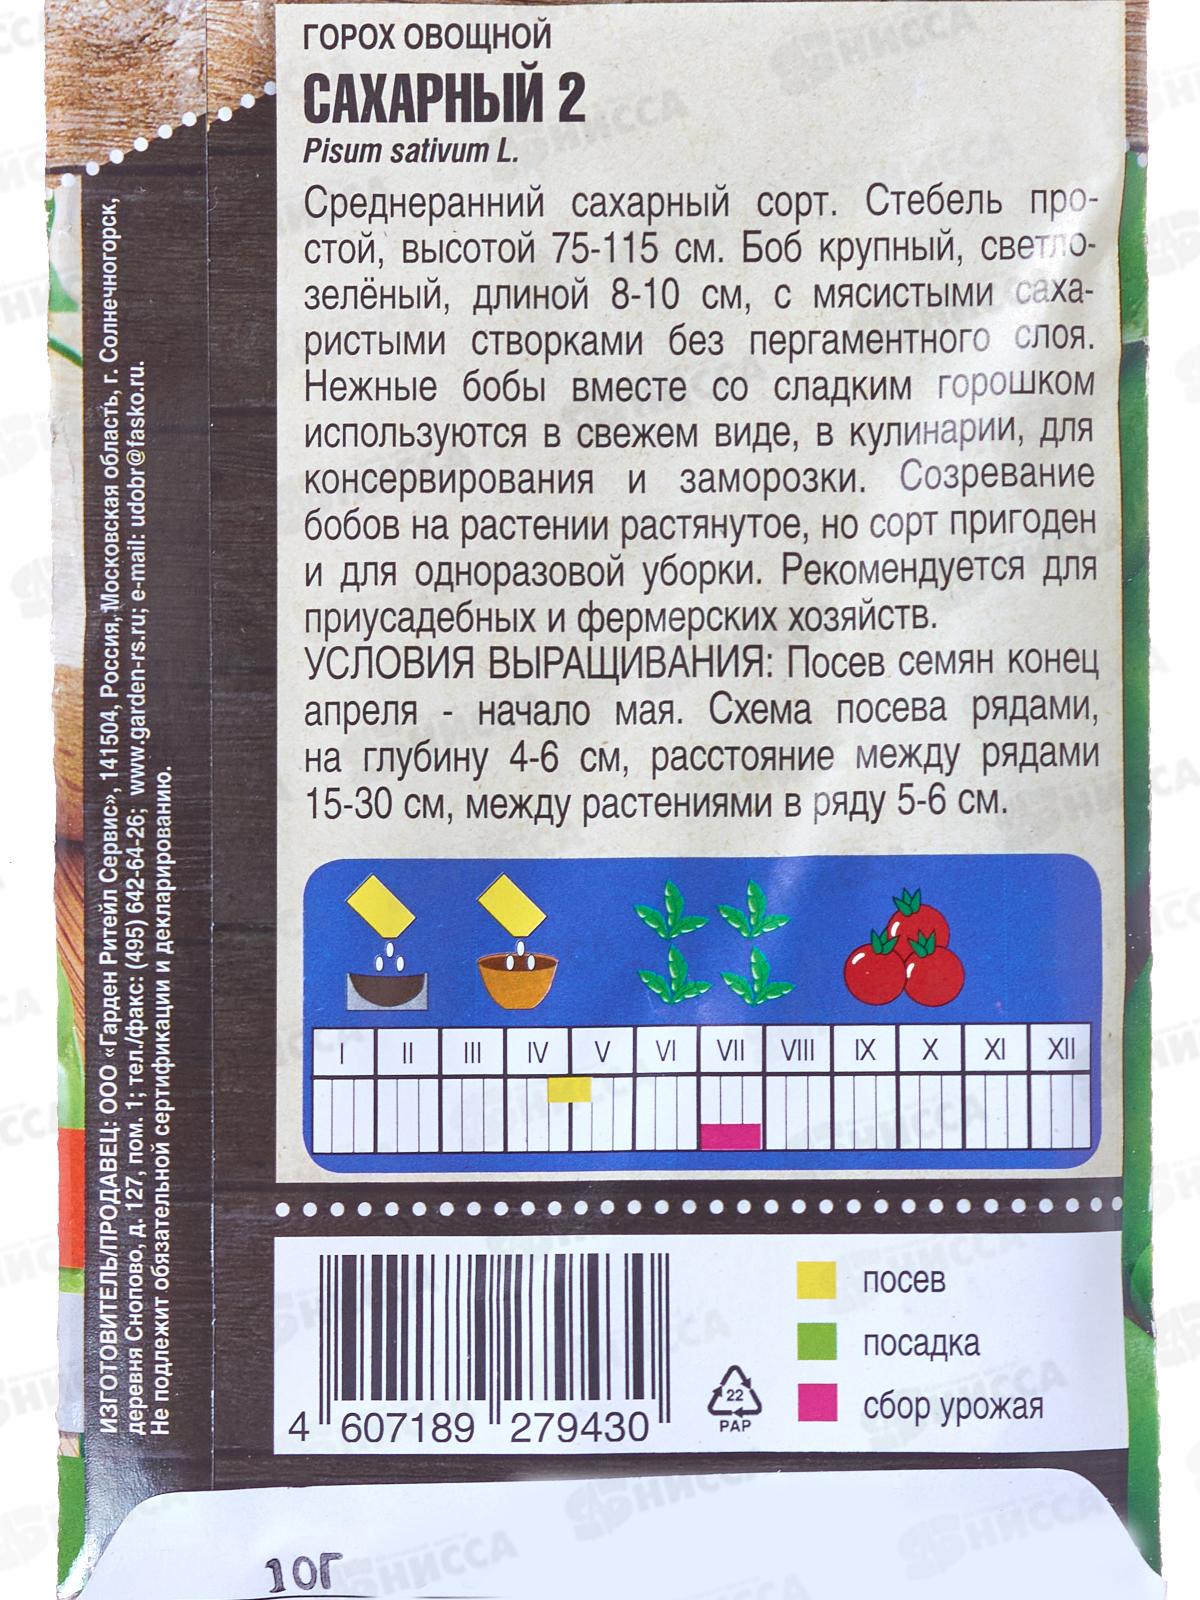 ГОРОХ ОВОЩНОЙ
САХАРНЫЙ 2
Pisum sativum L.
Среднеранний сахарный сорт. Стебель про-
стой, высотой 75-115 см. Боб крупный, светло-
зелёный, длиной 8-10 см, с мясистыми саха-
ристыми створками без пергаментного слоя.
Нежные бобы вместе со сладким горошком
используются в свежем виде, в кулинарии, для
консервирования и заморозки. Созревание
бобов на растении растянутое, но сорт пригоден
и для одноразовой уборки. Рекомендуется для
приусадебных и фермерских хозяйств.
УСЛОВИЯ ВЫРАЩИВАНИЯ: Посев семян конец
апреля - начало мая. Схема посева рядами,
на глубину 4-6 см, расстояние между рядами
15-30 см, между растениями в ряду 5-6 см.
I II III IV V VI VII VIII IX X XI XII
посев
посадка
сбор урожая
22
PAP
4 607189 279430
10Г
ИЗГОТОВИТЕЛЬ/ПРОДАВЕЦ: ООО «Гарден Ритейл Сервис», 141504, Россия, Московская область, г. Солнечногорск,
деревня Снопово, д. 127, пом. 1; тел./факс: (495) 642-64-26; www.garden-rs.ru; e-mail: udobr@fasko.ru.
Не подлежит обязательной сертификации и декларированию.
НИССА